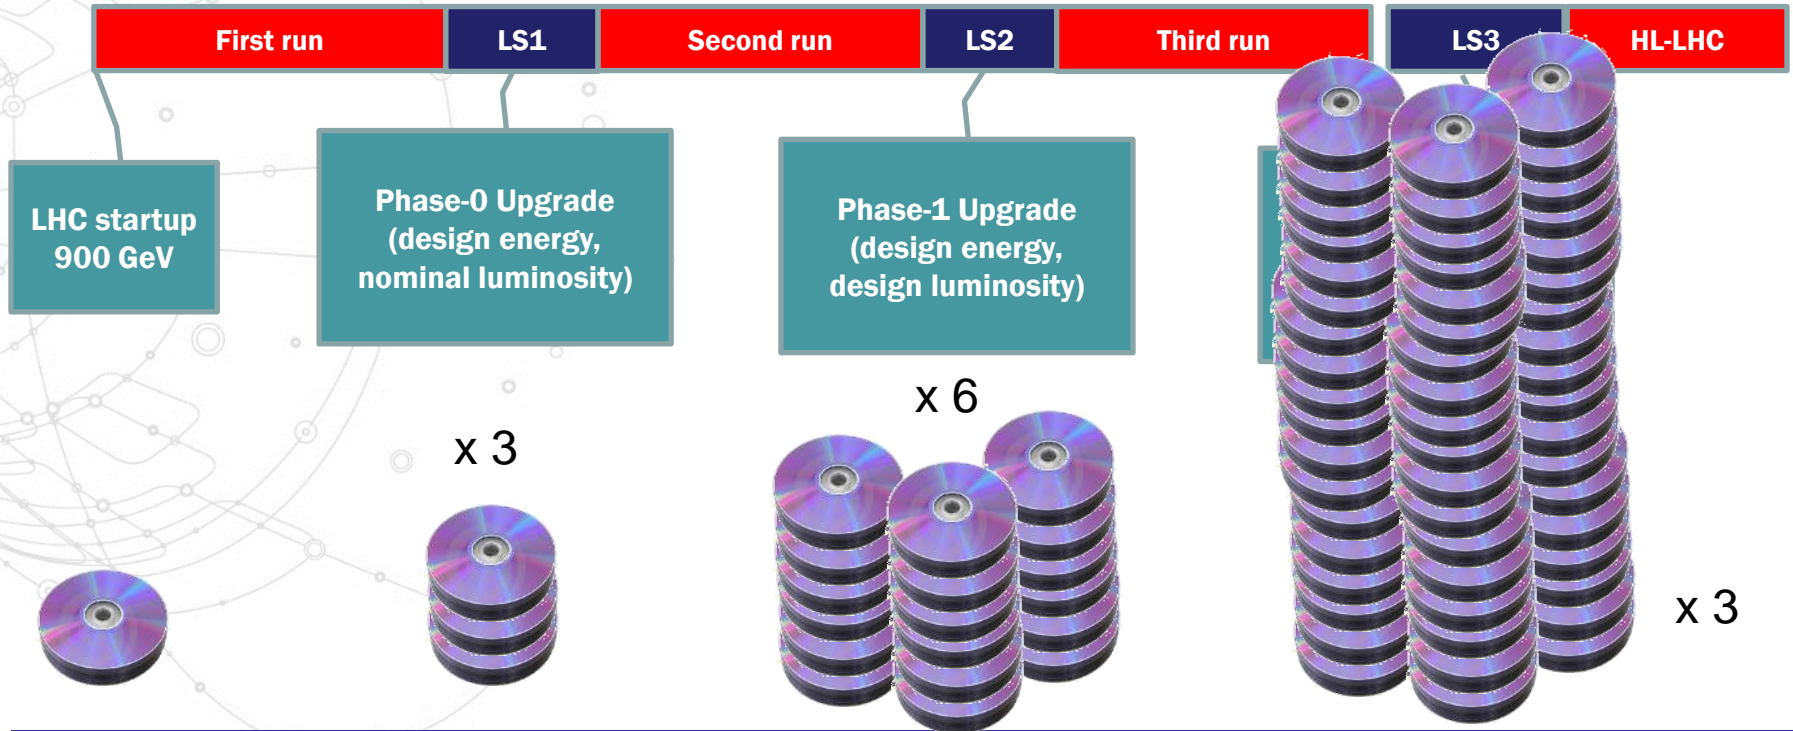 First run
LS1
Second run
LS2
Third run
LS3
HL-LHC
LHC startup
900 GeV
Phase-0 Upgrade
(design energy,
nominal luminosity)
Phase-1 Upgrade
(design energy,
design luminosity)
x 3
x 6
x 3